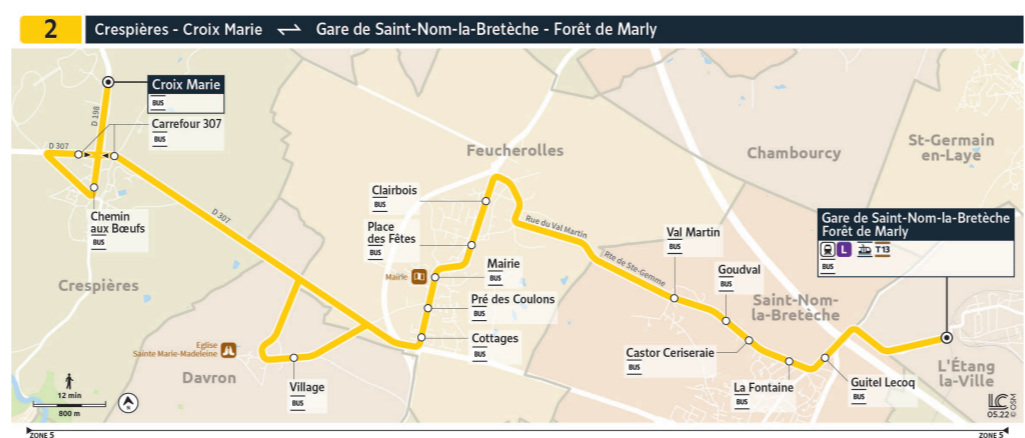 2
Crespières - Croix Marie ⇌ Gare de Saint-Nom-la-Bretèche - Forêt de Marly
Croix Marie
BUS
D 198
Carrefour 307
BUS
D 307
Chemin
aux Bœufs
BUS
D 307
Crespières
Feucherolles
Chambourcy
St-Germain
en-Laye
Clairbois
BUS
Place
des Fêtes
BUS
Mairie
Mairie
BUS
Pré des Coulons
BUS
Cottages
BUS
Rue du Val Martin
Rte de Ste-Gemme
Val Martin
BUS
Goudval
BUS
Gare de Saint-Nom-la-Bretèche
Forêt de Marly
L T13
BUS
Saint-Nom-
la-Bretèche
Castor Ceriseraie
BUS
La Fontaine
BUS
Guitel Lecoq
BUS
L'Étang
la-Ville
Eglise
Sainte Marie-Madeleine
Davron
Village
BUS
12 min
800 m
N
LC
05.22 © OSM
ZONE 5
ZONE 5